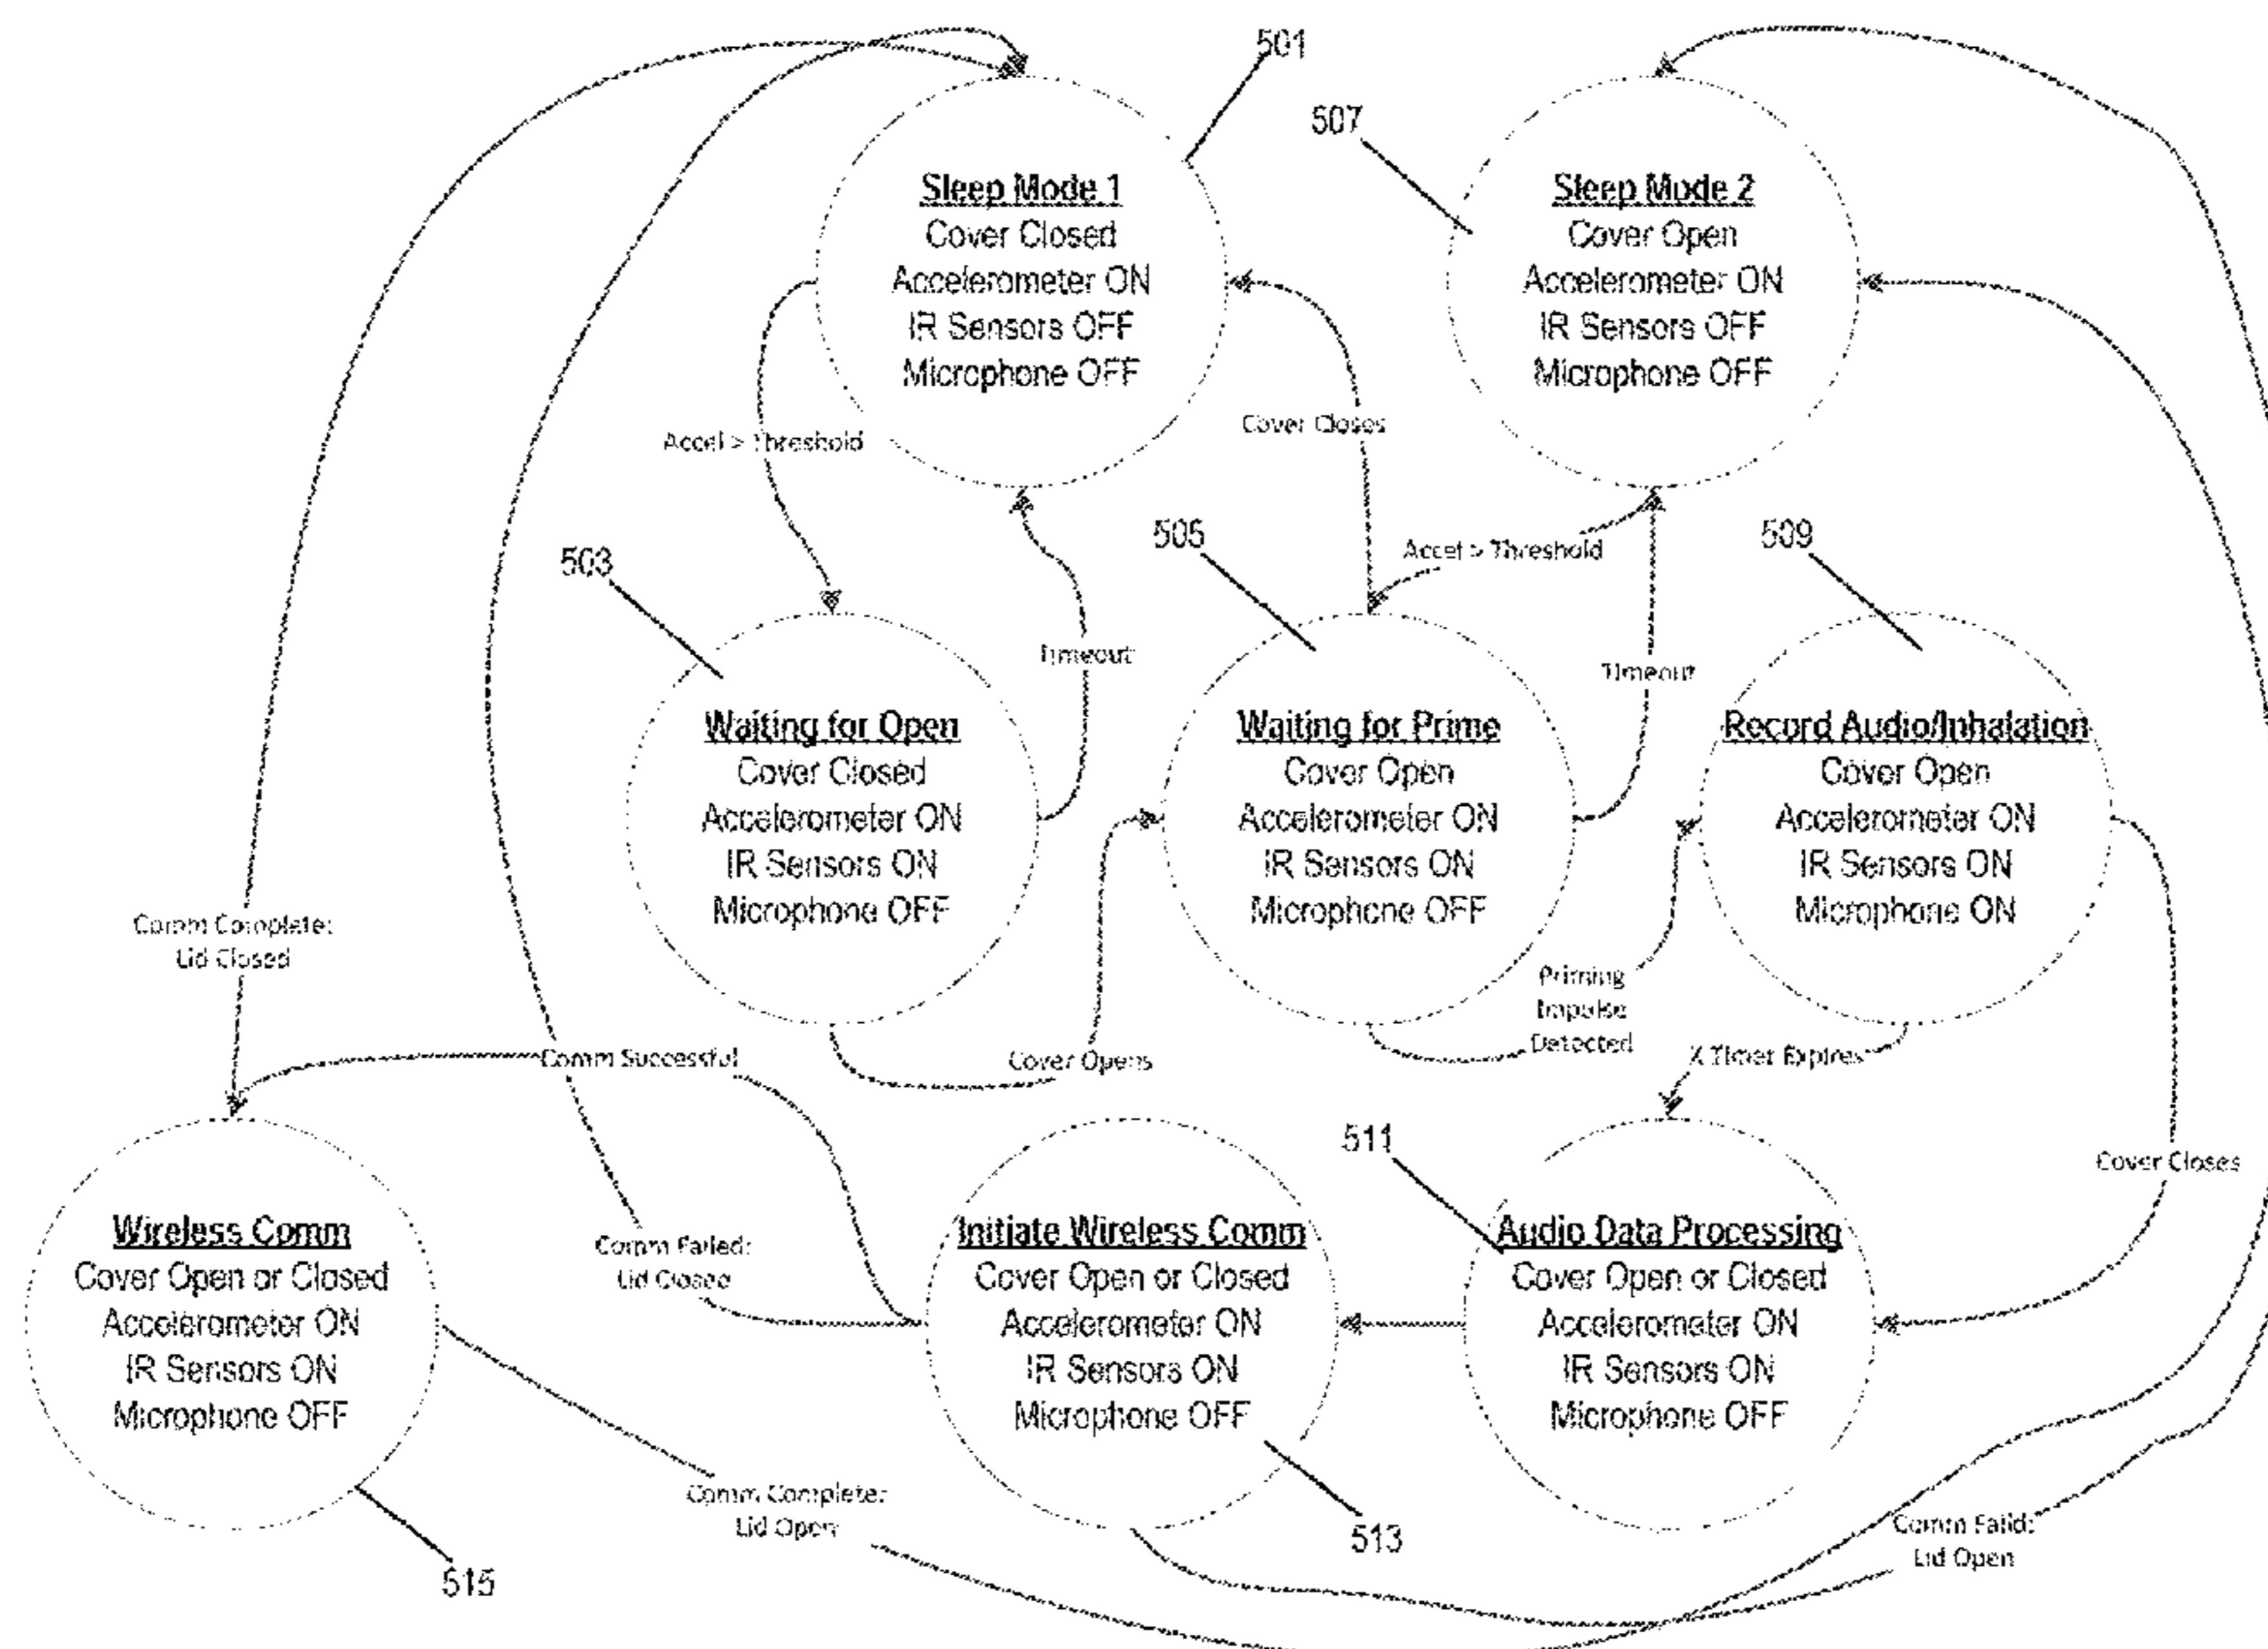 501
507
Sleep Mode 1
Cover Closed
Accelerometer ON
IR Sensors OFF
Microphone OFF
Sleep Mode 2
Cover Open
Accelerometer ON
IR Sensors OFF
Microphone OFF
Accel > Threshold
Cover Closes
503
505
Accel > Threshold
509
Timeout
Timeout
Waiting for Open
Cover Closed
Accelerometer ON
IR Sensors ON
Microphone OFF
Waiting for Prime
Cover Open
Accelerometer ON
IR Sensors ON
Microphone OFF
Record Audio/Inhalation
Cover Open
Accelerometer ON
IR Sensors ON
Microphone ON
Comm Complete:
Lid Closed
Priming
Impulse
Detected
Comm Successful
Cover Opens
X Timer Expires
511
Cover Closes
Wireless Comm
Cover Open or Closed
Accelerometer ON
IR Sensors ON
Microphone OFF
Comm Failed:
Lid Closed
Initiate Wireless Comm
Cover Open or Closed
Accelerometer ON
IR Sensors ON
Microphone OFF
Audio Data Processing
Cover Open or Closed
Accelerometer ON
IR Sensors ON
Microphone OFF
Comm Complete:
Lid Open
513
Comm Faild:
Lid Open
515